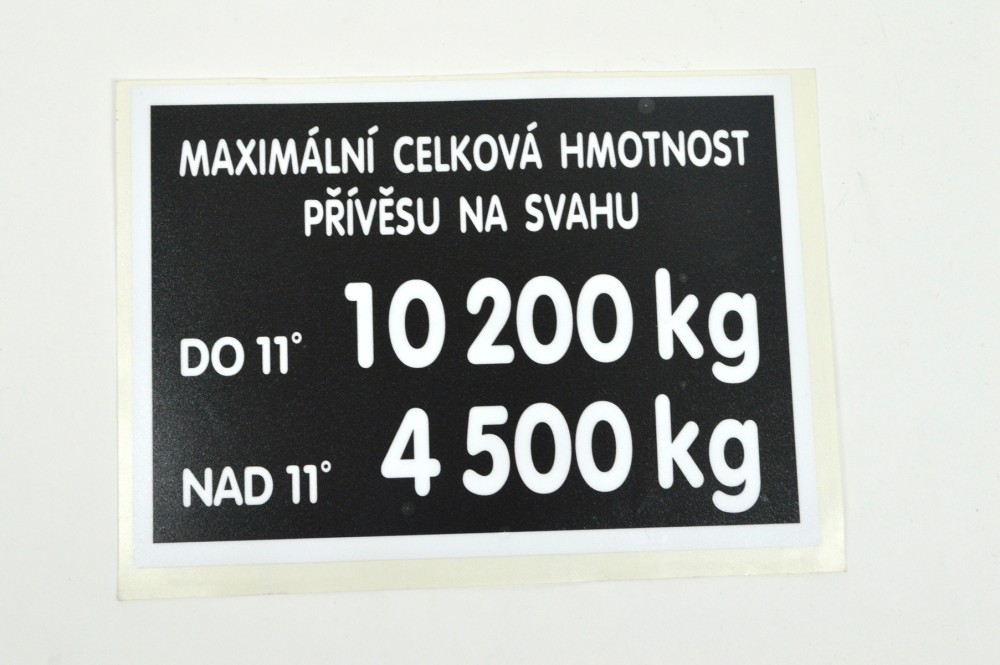 MAXIMÁLNÍ CELKOVÁ HMOTNOST
PŘÍVĚSU NA SVAHU
DO 11° 10 200 kg
NAD 11° 4 500 kg